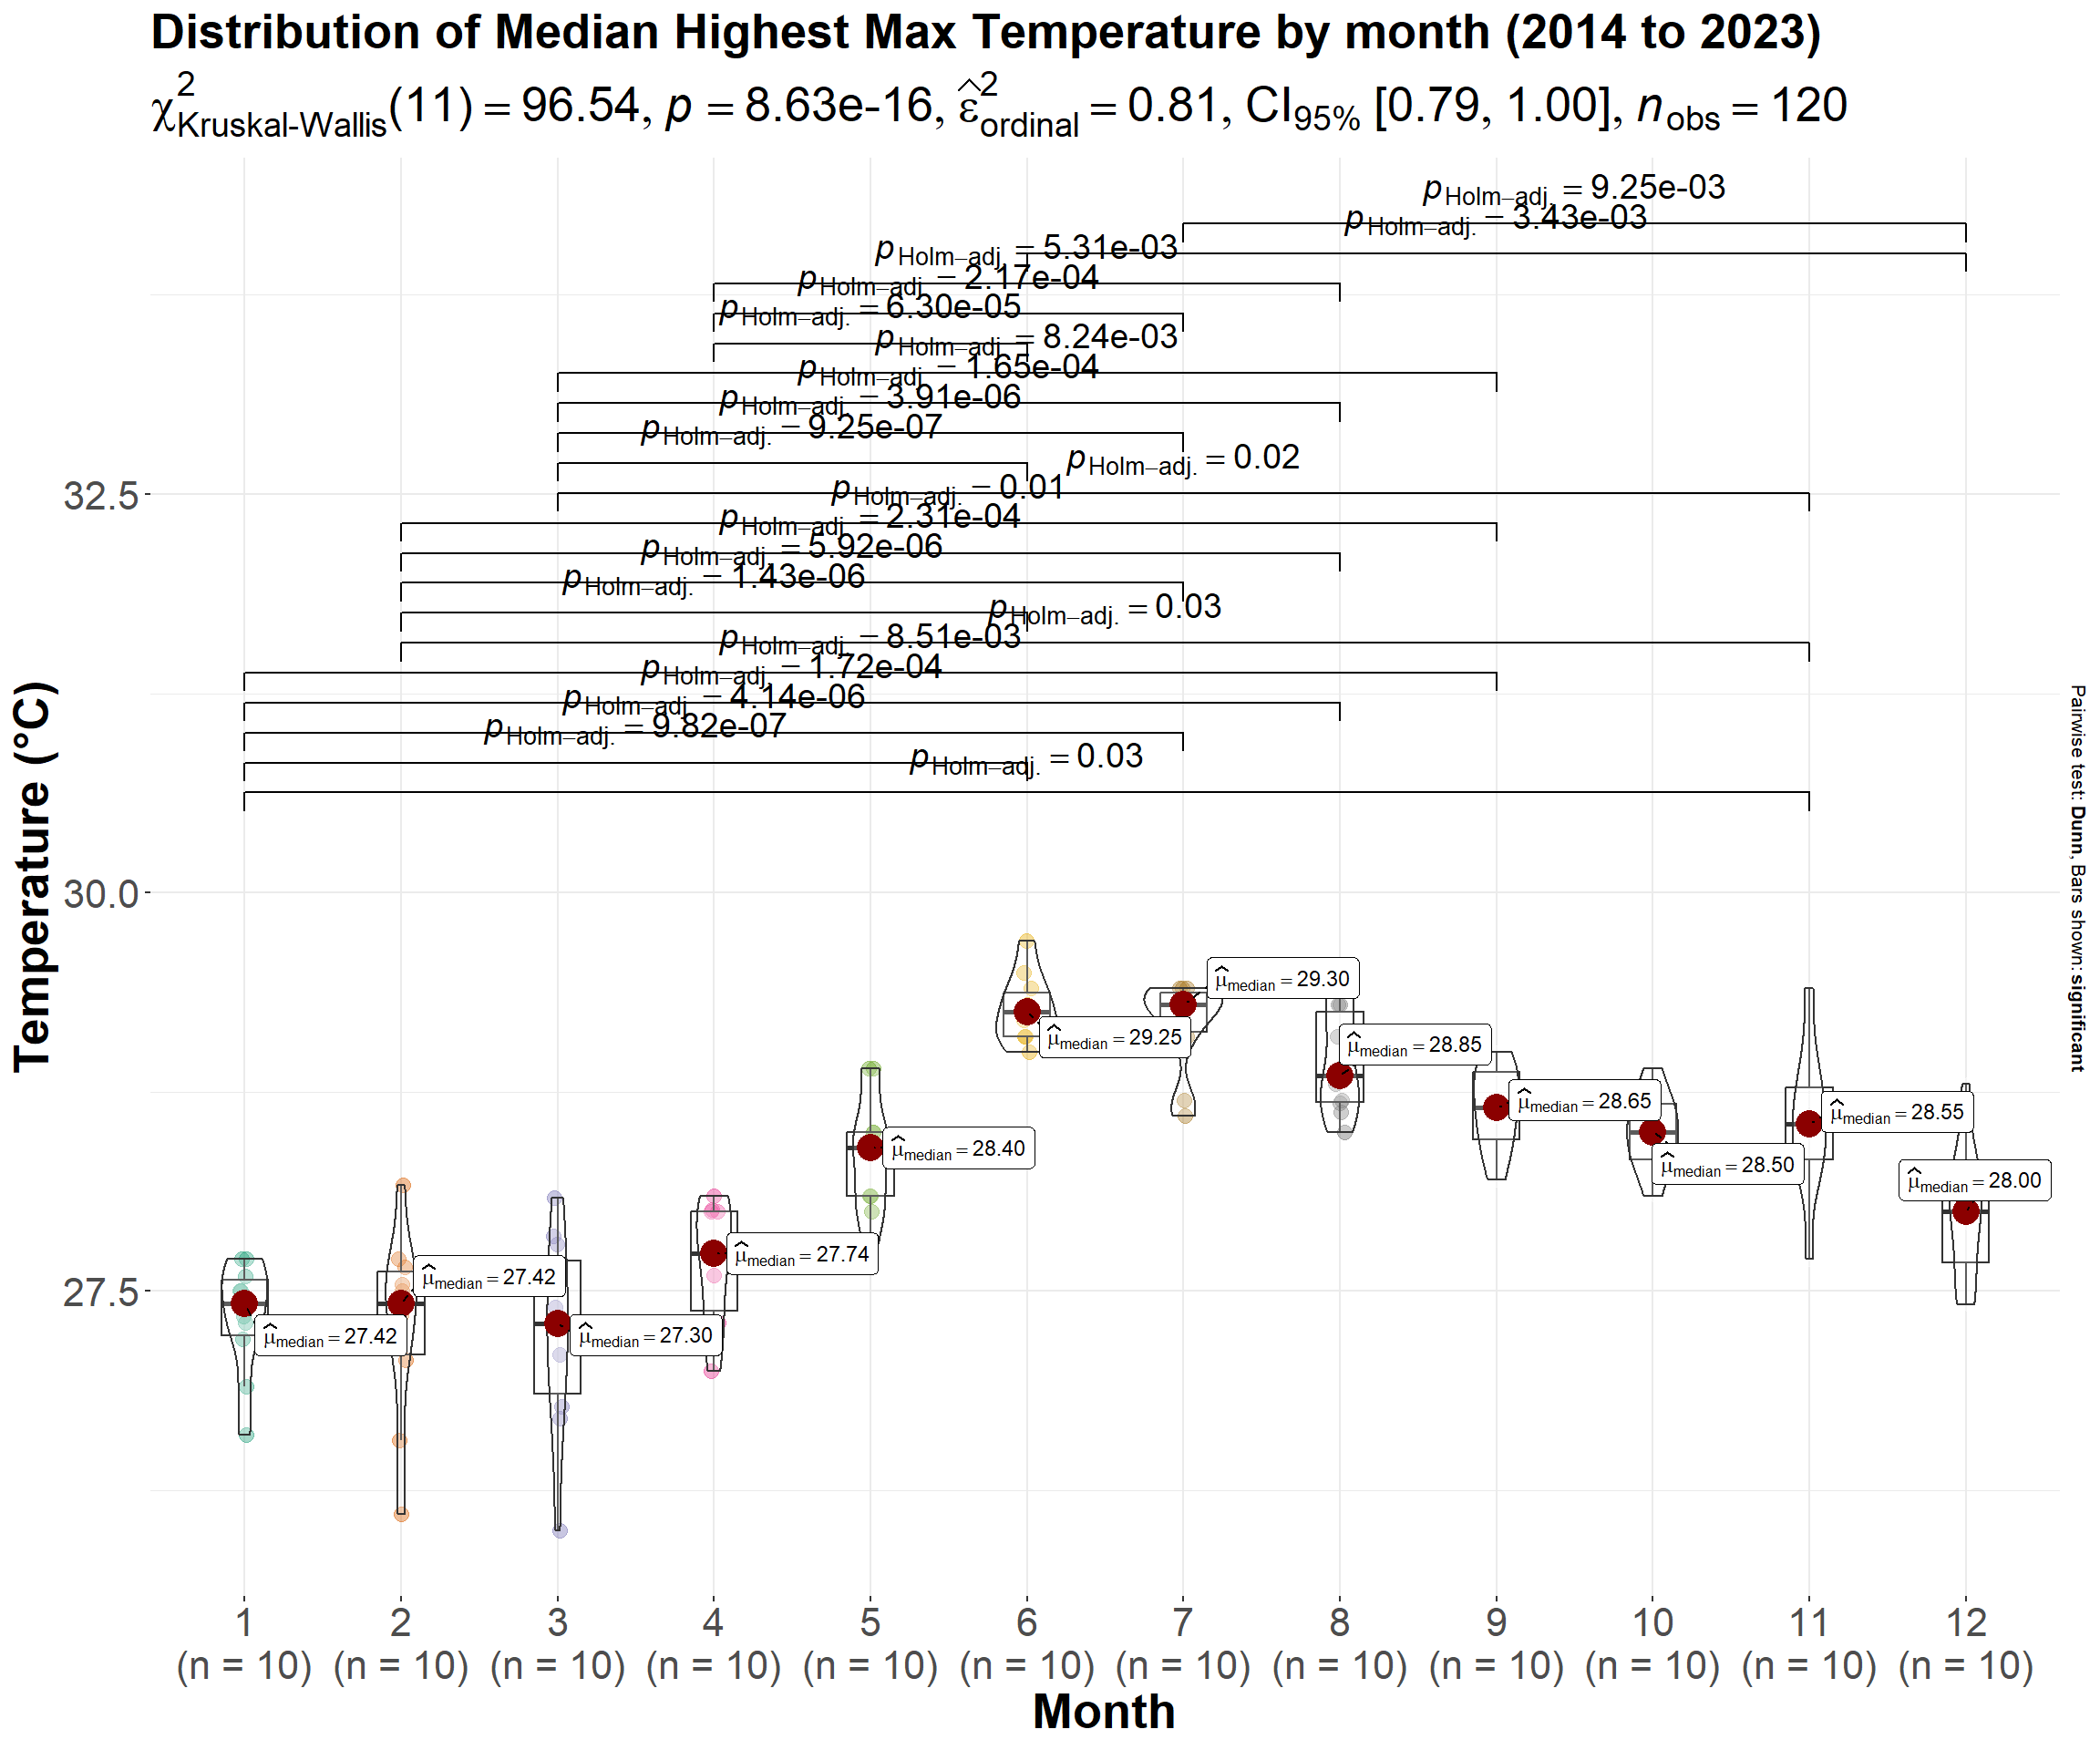 Distribution of Median Highest Max Temperature by month (2014 to 2023)
χ²Kruskal-Wallis(11) = 96.54, p = 8.63e-16, ε̂²ordinal = 0.81, CI95% [0.79, 1.00], nobs = 120
pHolm−adj. = 9.25e-03
pHolm−adj. = 3.43e-03
pHolm−adj. = 5.31e-03
pHolm−adj. = 2.17e-04
pHolm−adj. = 6.30e-05
pHolm−adj. = 8.24e-03
pHolm−adj. = 1.65e-04
pHolm−adj. = 3.91e-06
pHolm−adj. = 9.25e-07
pHolm−adj. = 0.02
pHolm−adj. = 0.01
pHolm−adj. = 2.31e-04
pHolm−adj. = 5.92e-06
pHolm−adj. = 1.43e-06
pHolm−adj. = 0.03
pHolm−adj. = 8.51e-03
pHolm−adj. = 1.72e-04
pHolm−adj. = 4.14e-06
pHolm−adj. = 9.82e-07
pHolm−adj. = 0.03
32.5
30.0
27.5
Temperature (°C)
μ̂median = 27.42
μ̂median = 27.42
μ̂median = 27.30
μ̂median = 27.74
μ̂median = 28.40
μ̂median = 29.25
μ̂median = 29.30
μ̂median = 28.85
μ̂median = 28.65
μ̂median = 28.50
μ̂median = 28.55
μ̂median = 28.00
Pairwise test: Dunn, Bars shown: significant
1 2 3 4 5 6 7 8 9 10 11 12
(n = 10) (n = 10) (n = 10) (n = 10) (n = 10) (n = 10) (n = 10) (n = 10) (n = 10) (n = 10) (n = 10) (n = 10)
Month